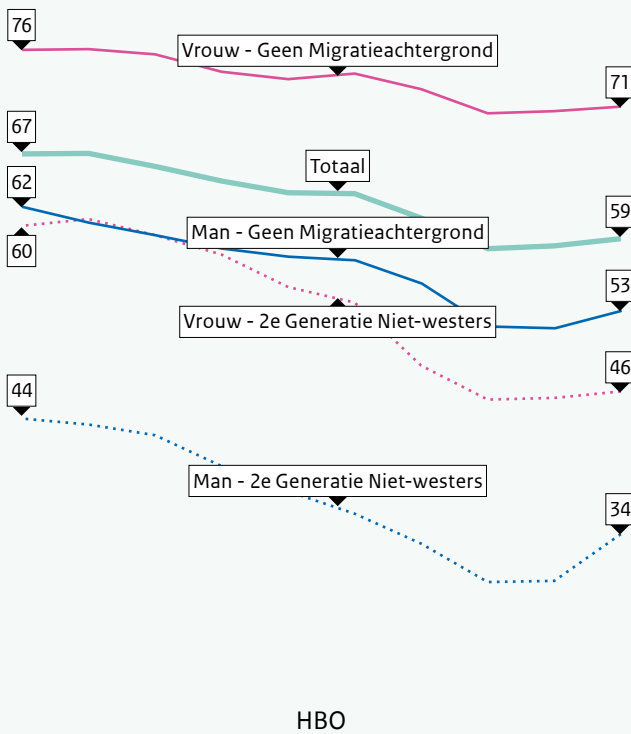 76
Vrouw - Geen Migratieachtergrond
71
67
Totaal
62
Man - Geen Migratieachtergrond
59
60
53
Vrouw - 2e Generatie Niet-westers
46
44
Man - 2e Generatie Niet-westers
34
HBO